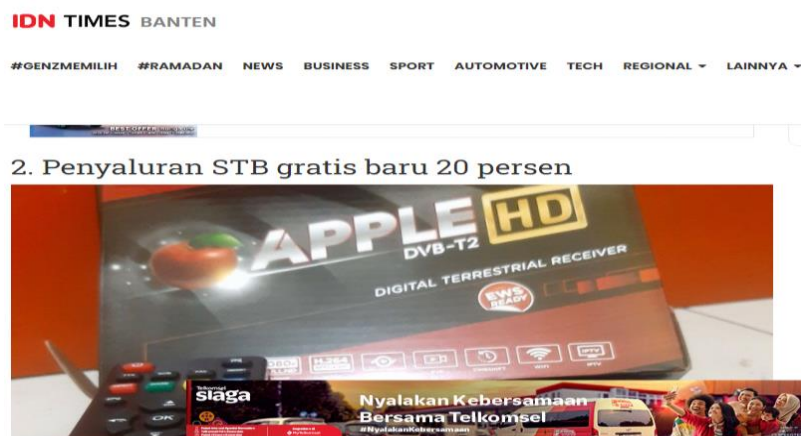 IDN TIMES BANTEN
#GENZMEMILIH #RAMADAN NEWS BUSINESS SPORT AUTOMOTIVE TECH REGIONAL LAINNYA
BEST OFFER
2. Penyaluran STB gratis baru 20 persen
APPLE HD
DVB-T2
DIGITAL TERRESTRIAL RECEIVER
EWS
READY
H.264
WIFI
IPTV
OK
Telkomsel
siaga
Nyalakan Kebersamaan
Bersama Telkomsel
#NyalakanKebersamaan